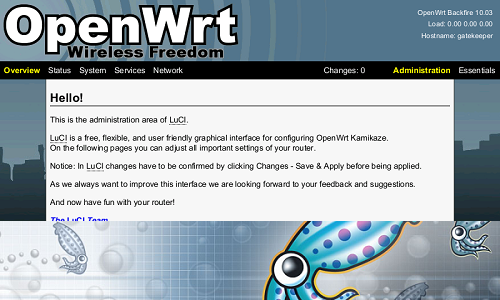 OpenWrt
Wireless Freedom
OpenWrt Backfire 10.03
Load: 0.00 0.00 0.00
Hostname: gatekeeper
Overview Status System Services Network Changes: 0 Administration Essentials
Hello!
This is the administration area of LuCI.
LuCI is a free, flexible, and user friendly graphical interface for configuring OpenWrt Kamikaze.
On the following pages you can adjust all important settings of your router.
Notice: In LuCI changes have to be confirmed by clicking Changes - Save & Apply before being applied.
As we always want to improve this interface we are looking forward to your feedback and suggestions.
And now have fun with your router!
The LuCI Team